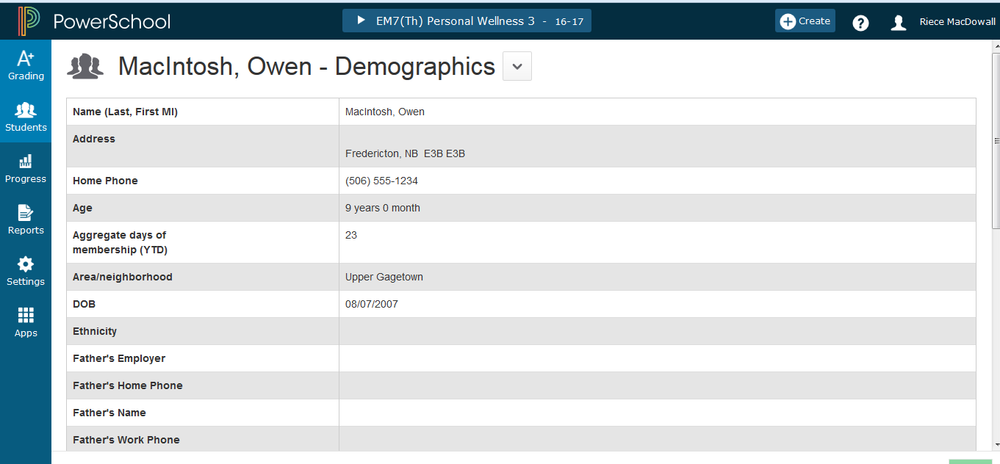 PowerSchool
EM7(Th) Personal Wellness 3 - 16-17
Create
?
Riece MacDowall
A+
Grading
Students
Progress
Reports
Settings
Apps
MacIntosh, Owen - Demographics
Name (Last, First MI) MacIntosh, Owen
Address
Fredericton, NB E3B E3B
Home Phone (506) 555-1234
Age 9 years 0 month
Aggregate days of 23
membership (YTD)
Area/neighborhood Upper Gagetown
DOB 08/07/2007
Ethnicity
Father's Employer
Father's Home Phone
Father's Name
Father's Work Phone